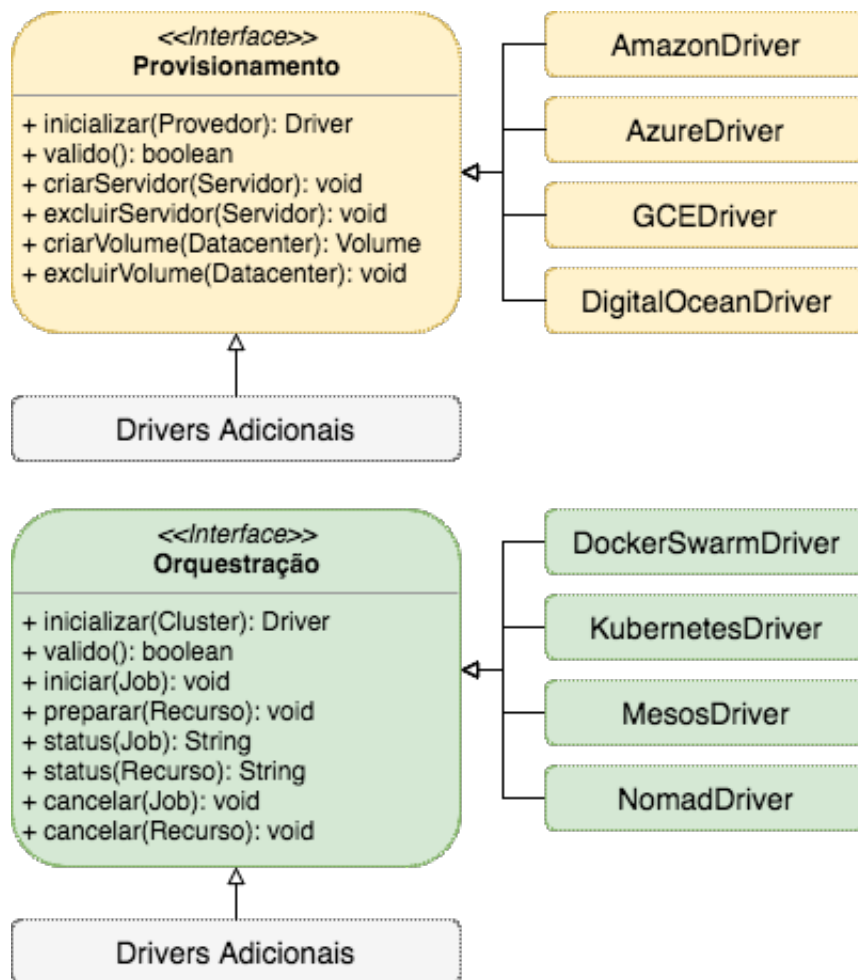 <<Interface>>
Provisionamento
+ inicializar(Provedor): Driver
+ valido(): boolean
+ criarServidor(Servidor): void
+ excluirServidor(Servidor): void
+ criarVolume(Datacenter): Volume
+ excluirVolume(Datacenter): void
AmazonDriver
AzureDriver
GCEDriver
DigitalOceanDriver
Drivers Adicionais
<<Interface>>
Orquestração
+ inicializar(Cluster): Driver
+ valido(): boolean
+ iniciar(Job): void
+ preparar(Recurso): void
+ status(Job): String
+ status(Recurso): String
+ cancelar(Job): void
+ cancelar(Recurso): void
DockerSwarmDriver
KubernetesDriver
MesosDriver
NomadDriver
Drivers Adicionais